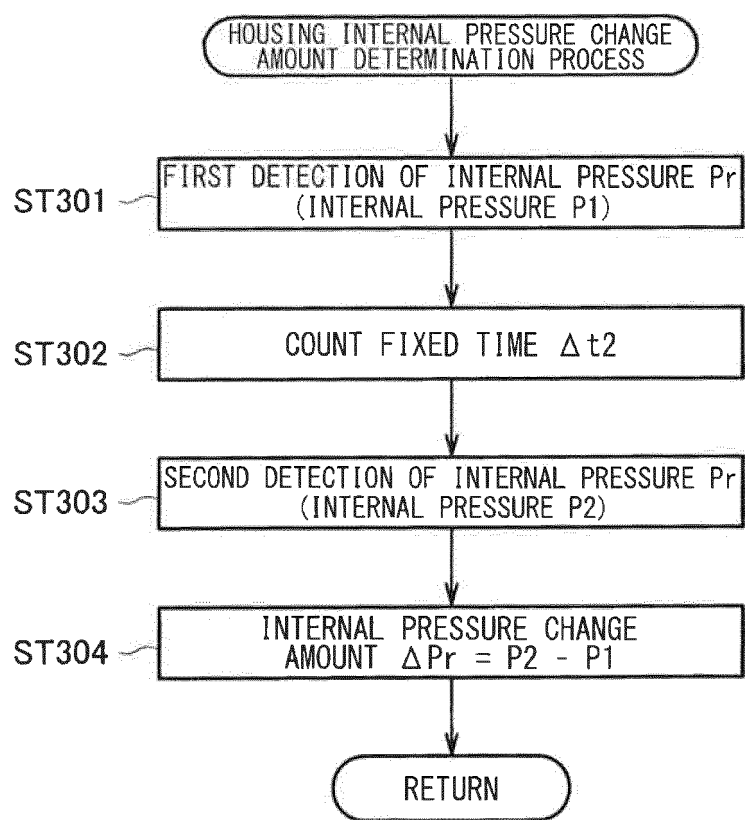 HOUSING INTERNAL PRESSURE CHANGE
AMOUNT DETERMINATION PROCESS
ST301
FIRST DETECTION OF INTERNAL PRESSURE Pr
(INTERNAL PRESSURE P1)
ST302
COUNT FIXED TIME Δt2
ST303
SECOND DETECTION OF INTERNAL PRESSURE Pr
(INTERNAL PRESSURE P2)
ST304
INTERNAL PRESSURE CHANGE
AMOUNT ΔPr = P2 - P1
RETURN